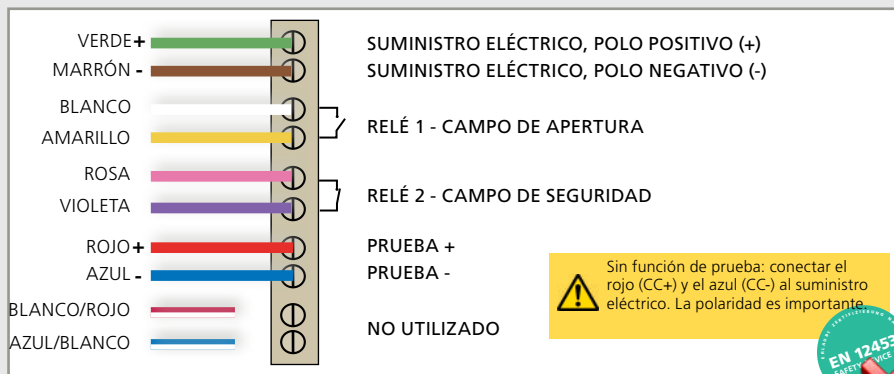 VERDE+
SUMINISTRO ELÉCTRICO, POLO POSITIVO (+)
MARRÓN -
SUMINISTRO ELÉCTRICO, POLO NEGATIVO (-)
BLANCO
AMARILLO
RELÉ 1 - CAMPO DE APERTURA
ROSA
VIOLETA
RELÉ 2 - CAMPO DE SEGURIDAD
ROJO+
PRUEBA +
AZUL -
PRUEBA -
BLANCO/ROJO
AZUL/BLANCO
NO UTILIZADO
Sin función de prueba: conectar el
rojo (CC+) y el azul (CC-) al suministro
eléctrico. La polaridad es importante.
EN 12453